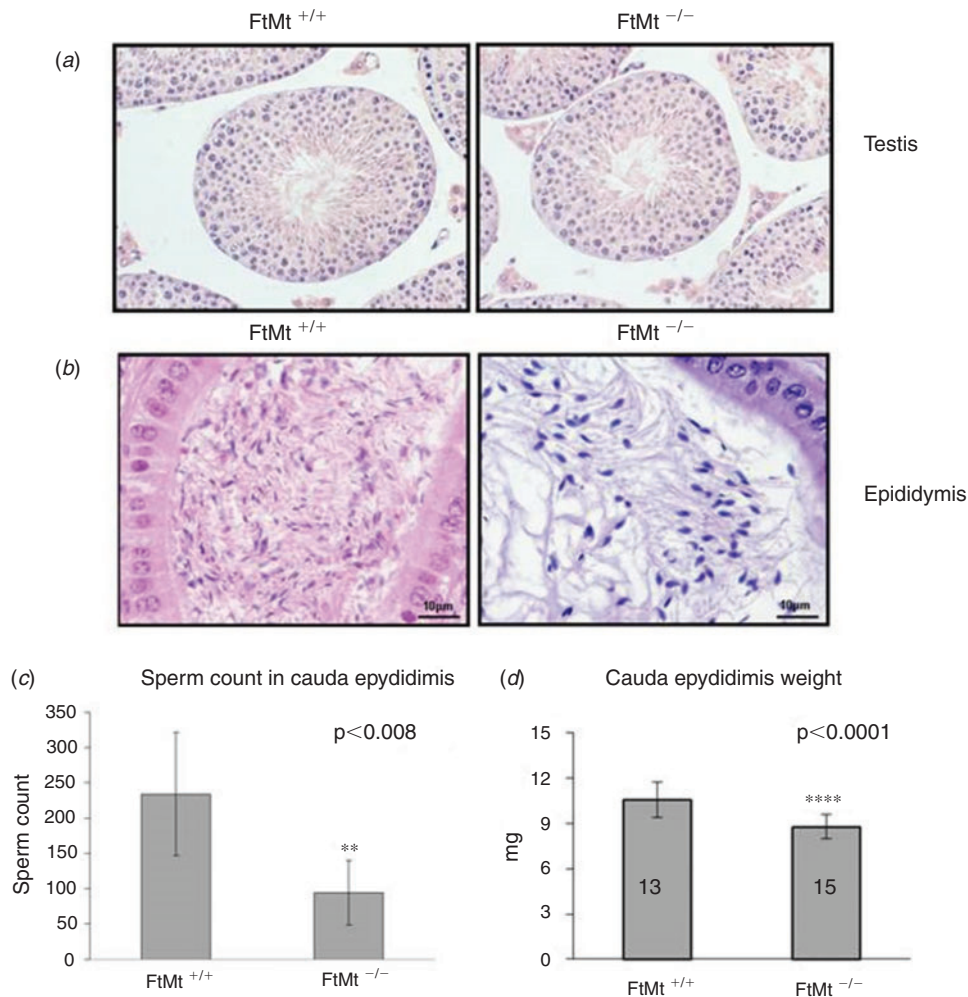 FtMt +/+ FtMt −/−
(a)
Testis
FtMt +/+ FtMt −/−
(b)
Epididymis
10µm 10µm
(c) Sperm count in cauda epydidimis
p<0.008
Sperm count
350
300
250
200
150
100
50
0
**
FtMt +/+ FtMt −/−
(d) Cauda epydidimis weight
p<0.0001
mg
15
12
9
6
3
0
****
13 15
FtMt +/+ FtMt −/−